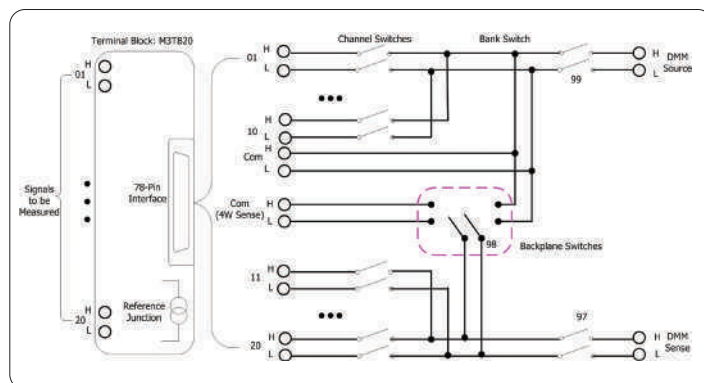 Terminal Block: M3TB20
H
01
L
Signals
to be
Measured
78-Pin
Interface
Reference
Junction
H
20
L
Channel Switches
Bank Switch
H
01
L
H
10
L
H
Com
L
Com
(4W Sense)
H
L
H
11
L
H
20
L
99
H
L
DMM
Source
98
Backplane Switches
97
H
L
DMM
Sense